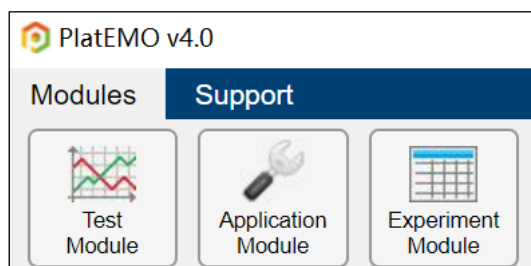 PlatEMO v4.0
Modules
Support
Test
Module
Application
Module
Experiment
Module